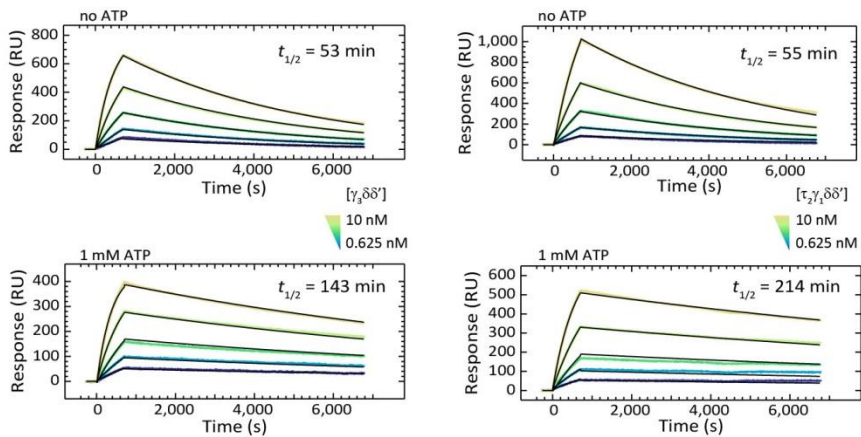 no ATP
800
600
400
200
0
Response (RU)
t1/2 = 53 min
0 2,000 4,000 6,000
Time (s)
no ATP
1,000
800
600
400
200
0
Response (RU)
t1/2 = 55 min
0 2,000 4,000 6,000
Time (s)
[γ3δδ′]
10 nM
0.625 nM
[τ2γ1δδ′]
10 nM
0.625 nM
1 mM ATP
400
300
200
100
0
Response (RU)
t1/2 = 143 min
0 2,000 4,000 6,000
Time (s)
1 mM ATP
600
500
400
300
200
100
0
Response (RU)
t1/2 = 214 min
0 2,000 4,000 6,000
Time (s)